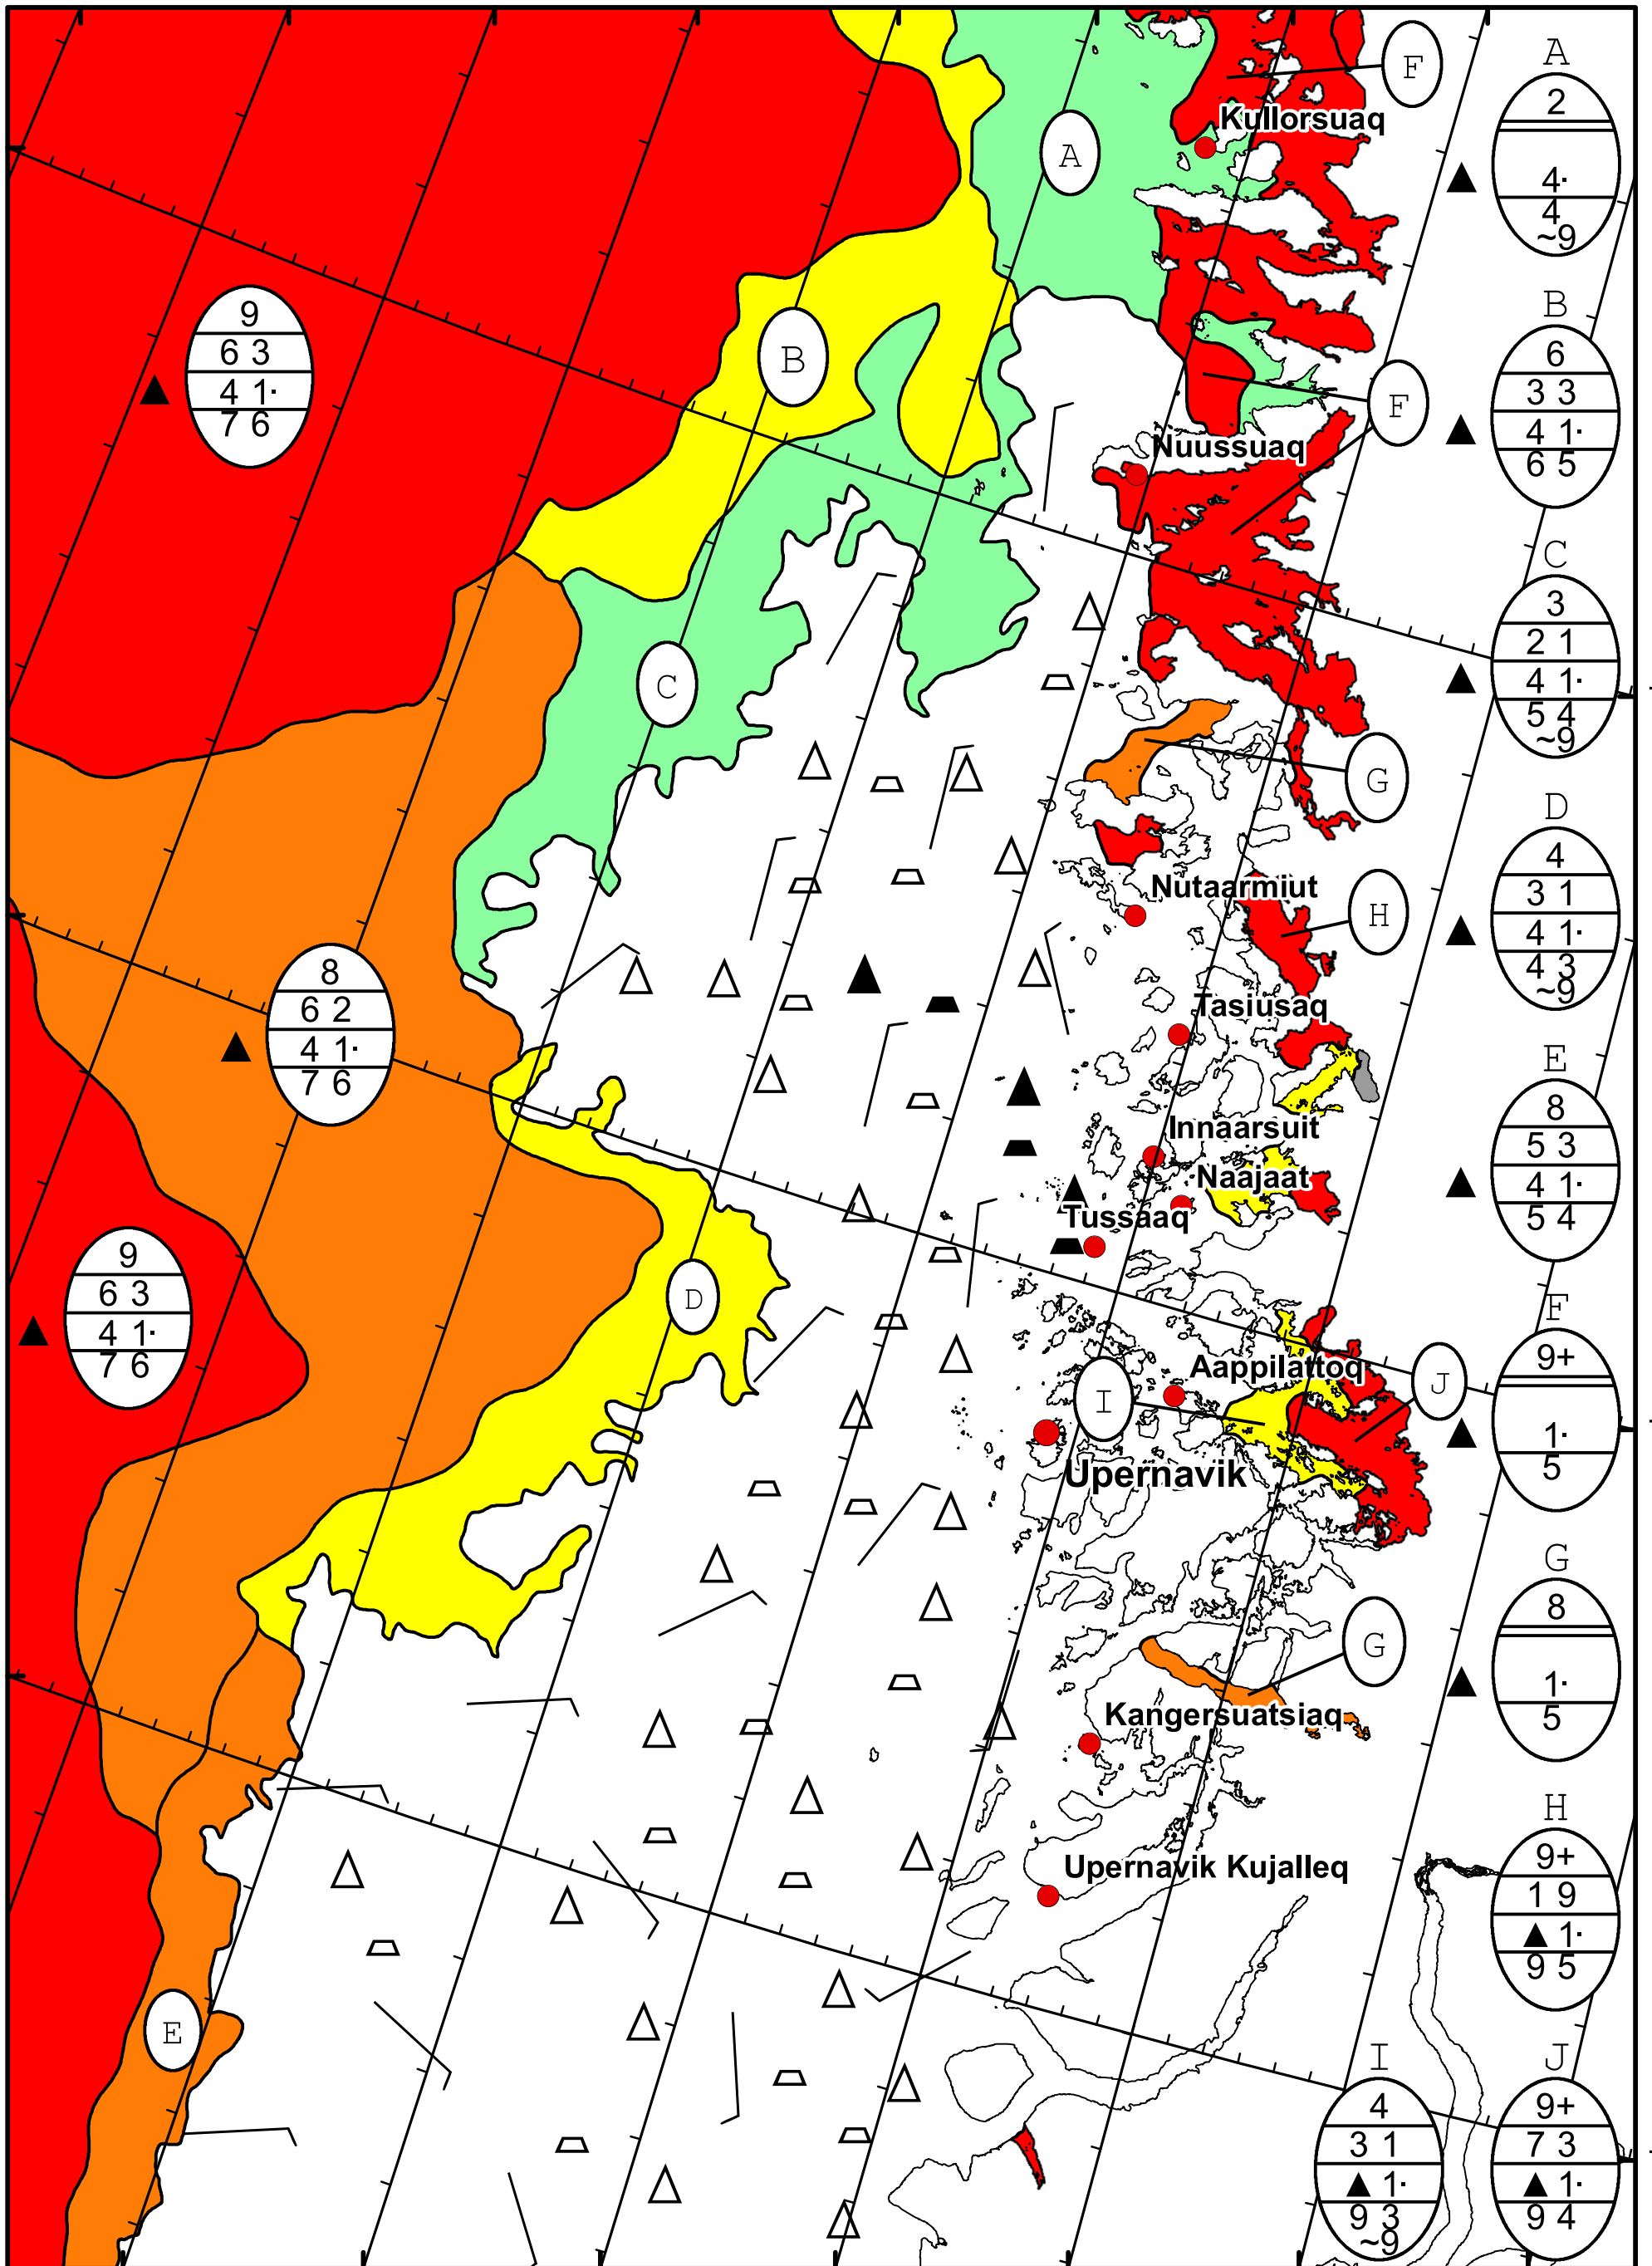 F
A
2
4·
4
~9
Kullorsuaq
A
B
6
3 3
4 1·
6 5
9
6 3
4 1·
7 6
B
F
Nuussuaq
C
3
2 1
4 1·
5 4
~9
C
G
D
4
3 1
4 1·
4 3
~9
Nutaarmiut
H
8
6 2
4 1·
7 6
Tasiusaq
E
8
5 3
4 1·
5 4
Innaarsuit
Naajaat
Tussaaq
9
6 3
4 1·
7 6
D
F
9+
1·
5
Aappilattoq
J
I
Upernavik
G
8
1·
5
G
Kangersuatsiaq
H
9+
1 9
▲ 1·
9 5
Upernavik Kujalleq
E
I
4
3 1
▲ 1·
9 3
~9
J
9+
7 3
▲ 1·
9 4